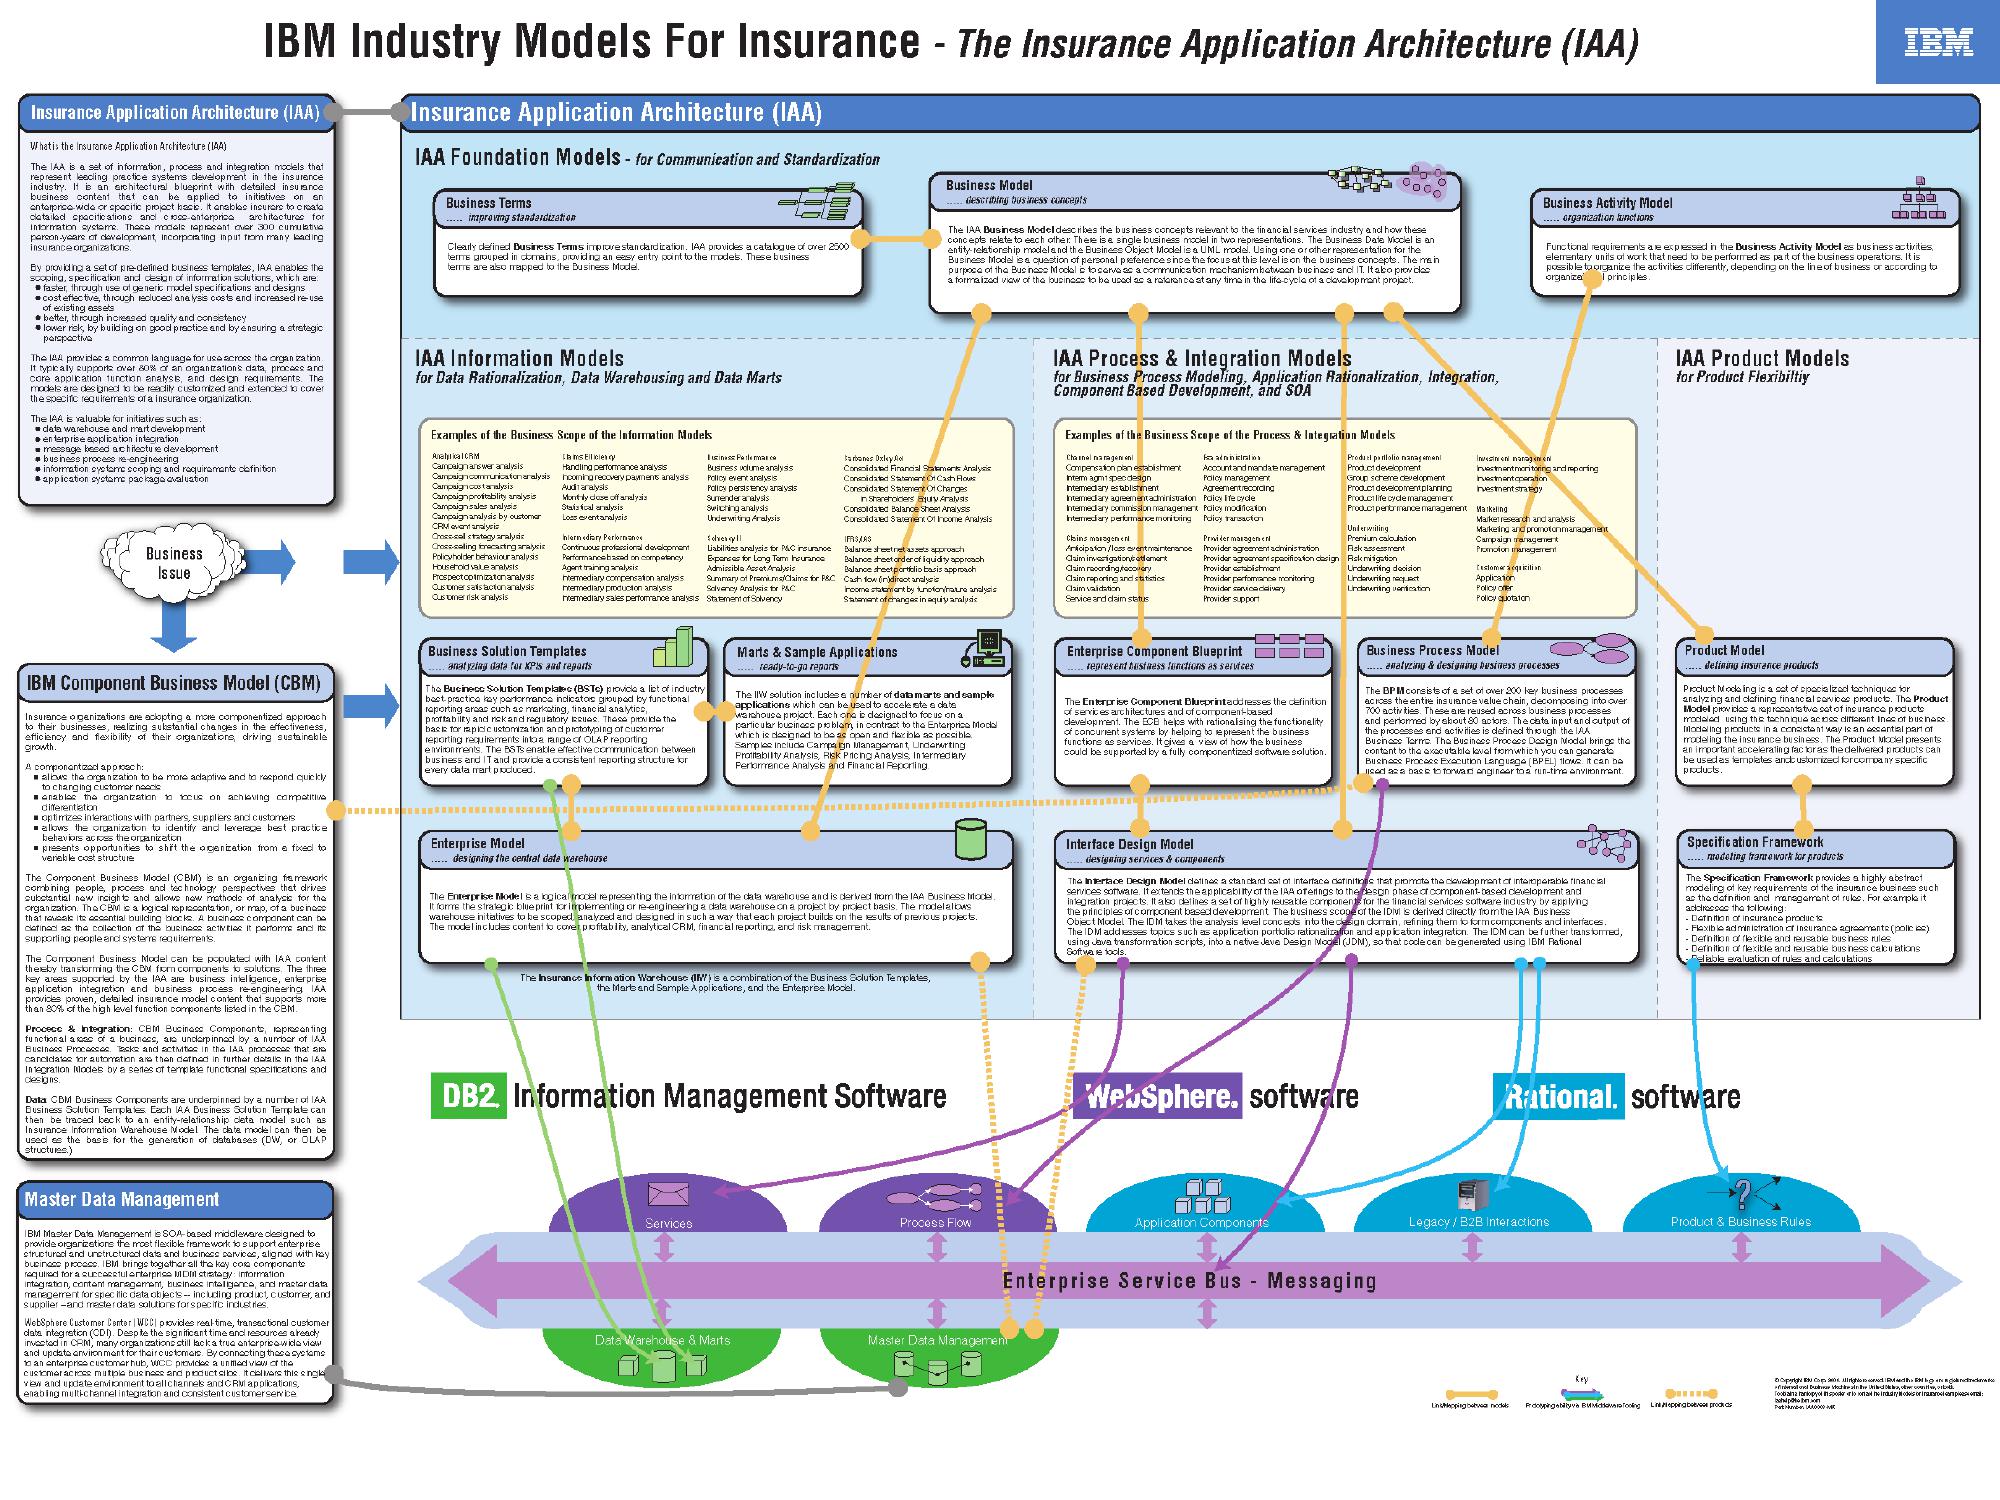 IBM Industry Models For Insurance - The Insurance Application Architecture (IAA)
IBM
Insurance Application Architecture (IAA)
What is the Insurance Application Architecture (IAA)
The IAA is a set of information, process and integration models that
represent leading practice systems development in the insurance
industry. It is an architectural blueprint with detailed insurance
business content that can be applied to initiatives on an
enterprise-wide or specific project basis. It enables insurers to create
detailed specifications and cross-enterprise architectures for
information systems. These models represent over 300 cumulative
person-years of development, incorporating input from many leading
insurance organizations.
By providing a set of pre-defined business templates, IAA enables the
scoping, specification and design of information solutions, which are:
● faster, through use of generic model specifications and designs
● cost effective, through reduced analysis costs and increased re-use
of existing assets
● better, through increased quality and consistency
● lower risk, by building on good practice and by ensuring a strategic
perspective
The IAA provides a common language for use across the organization.
It typically supports over 80% of an organizations data, process and
core application function analysis, and design requirements. The
models are designed to be readily customized and extended to cover
the specific requirements of a insurance organization.
The IAA is valuable for initiatives such as:
● data warehouse and mart development
● enterprise application integration
● message based architecture development
● business process re-engineering
● information systems scoping and requirements definition
● application systems package evaluation
Business
Issue
IBM Component Business Model (CBM)
Insurance organizations are adopting a more componentized approach
to their businesses, realizing substantial changes in the effectiveness,
efficiency and flexibility of their organizations, driving sustainable
growth.
A componentized approach:
■ allows the organization to be more adaptive and to respond quickly
to changing customer needs
■ enables the organization to focus on achieving competitive
differentiation
■ optimizes interactions with partners, suppliers and customers
■ allows the organization to identify and leverage best practice
behaviors across the organization
■ presents opportunities to shift the organization from a fixed to
variable cost structure
The Component Business Model (CBM) is an organizing framework
combining people, process and technology perspectives that drives
substantial new insights and allows new methods of analysis for the
organization. The CBM is a logical representation, or map, of a business
that reveals its essential building blocks. A business component can be
defined as the collection of the business activities it performs and its
supporting people and systems requirements.
The Component Business Model can be populated with IAA content
thereby transforming the CBM from components to solutions. The three
key areas supported by the IAA are business intelligence, enterprise
application integration and business process re-engineering. IAA
provides proven, detailed insurance model content that supports more
than 80% of the high level function components listed in the CBM.
Process & Integration: CBM Business Components, representing
functional areas of a business, are underpinned by a number of IAA
Business Processes. Tasks and activities in the IAA processes that are
candidates for automation are then defined in further details in the IAA
Integration Models by a series of template functional specifications and
designs.
Data: CBM Business Components are underpinned by a number of IAA
Business Solution Templates. Each IAA Business Solution Template can
then be traced back to an entity-relationship data model such as
Insurance Information Warehouse Model. The data model can then be
used as the basis for the generation of databases (DW, or OLAP
structures.)
Master Data Management
IBM Master Data Management is SOA-based middleware designed to
provide organizations the most flexible framework to support enterprise
structured and unstructured data and business services, aligned with key
business process. IBM brings together all the key core components
required for a successful enterprise MDM strategy: information
integration, content management, business intelligence, and master data
management for specific data objects -- including product, customer, and
supplier --and master data solutions for specific industries.
WebSphere Customer Center (WCC) provides real-time, transactional customer
data integration (CDI). Despite the significant time and resources already
invested in CRM, many organizations still lack a true enterprise-wide view
and update environment for their customers. By connecting these systems
to an enterprise customer hub, WCC provides a unified view of the
customer across multiple business and product silos. It delivers this single
view and update environment to all channels and CRM applications,
enabling multi-channel integration and consistent customer service.
Insurance Application Architecture (IAA)
IAA Foundation Models - for Communication and Standardization
Business Terms
..... improving standardization
Clearly defined Business Terms improve standardization. IAA provides a catalogue of over 2500
terms grouped in domains, providing an easy entry point to the models. These business
terms are also mapped to the Business Model.
Business Model
..... describing business concepts
The IAA Business Model describes the business concepts relevant to the financial services industry and how these
concepts relate to each other. There is a single business model in two representations. The Business Data Model is an
entity-relationship model and the Business Object Model is a UML model. Using one or other representation for the
Business Model is a question of personal preference since the focus at this level is on the business concepts. The main
purpose of the Business Model is to serve as a communication mechanism between business and IT. It also provides
a formalized view of the business to be used as a reference at any time in the life-cycle of a development project.
Business Activity Model
..... organization functions
Functional requirements are expressed in the Business Activity Model as business activities,
elementary units of work that need to be performed as part of the business operations. It is
possible to organize the activities differently, depending on the line of business or according to
principles.
IAA Information Models
for Data Rationalization, Data Warehousing and Data Marts
Examples of the Business Scope of the Information Models
Analytical CRM
Campaign answer analysis
Campaign communication analysis
Campaign cost analysis
Campaign profitability analysis
Campaign sales analysis
Campaign analysis by customer
CRM event analysis
Cross-sell strategy analysis
Cross-selling forecasting analysis
Policyholder behaviour analysis
Household value analysis
Prospect optimization analysis
Customer satisfaction analysis
Customer risk analysis
Claims Efficiency
Handling performance analysis
Incoming recovery payments analysis
Audit analysis
Monthly close off analysis
Statistical analysis
Loss event analysis
Intermediary Performance
Continuous professional development
Performance based on competency
Agent training analysis
Intermediary compensation analysis
Intermediary production analysis
Intermediary sales performance analysis
Business Performance
Business volume analysis
Policy event analysis
Policy persistency analysis
Surrender analysis
Switching analysis
Underwriting Analysis
Solvency II
Liabilities analysis for P&C insurance
Expenses for Long Term Insurance
Admissible Asset Analysis
Summary of Premiums/Claims for P&C
Solvency Analysis for P&C
Statement of Solvency
Sarbanes Oxley Act
Consolidated Financial Statements Analysis
Consolidated Statement Of Cash Flows
Consolidated Statement Of Changes
in Shareholders' Equity Analysis
Consolidated Balance Sheet Analysis
Consolidated Statement Of Income Analysis
IFRS/IAS
Balance sheet net assets approach
Balance sheet order of liquidity approach
Balance sheet portfolio basis approach
Cash flow (in)direct analysis
Income statement by function/nature analysis
Statement of changes in equity analysis
Business Solution Templates
..... analyzing data for KPIs and reports
The Business Solution Templates (BSTs) provide a list of industry
best-practice key performance indicators grouped by functional
reporting areas such as marketing, financial analytics,
profitability and risk and regulatory issues. These provide the
basis for rapid customization and prototyping of customer
reporting requirements into a range of OLAP reporting
environments. The BSTs enable effective communication between
business and IT and provide a consistent reporting structure for
every data mart produced.
Marts & Sample Applications
..... ready-to-go reports
The IIW solution includes a number of data marts and sample
applications which can be used to accelerate a data
warehouse project. Each one is designed to focus on a
particular business problem, in contrast to the Enterprise Model
which is designed to be as open and flexible as possible.
Samples include Campaign Management, Underwriting
Profitability Analysis, Risk Pricing Analysis, Intermediary
Performance Analysis and Financial Reporting.
Enterprise Model
..... designing the central data warehouse
The Enterprise Model is a logical model representing the information of the data warehouse and is derived from the IAA Business Model.
It forms the strategic blueprint for implementing or re-engineering a data warehouse on a project by project basis. The model allows
warehouse initiatives to be scoped, analyzed and designed in such a way that each project builds on the results of previous projects.
The model includes content to cover profitability, analytical CRM, financial reporting, and risk management.
The Insurance Information Warehouse (IIW) is a combination of the Business Solution Templates,
the Marts and Sample Applications, and the Enterprise Model.
IAA Process & Integration Models
for Business Process Modeling, Application Rationalization, Integration,
Component Based Development, and SOA
Examples of the Business Scope of the Process & Integration Models
Channel management
Compensation plan establishment
Interm agmt spec design
Intermediary establishment
Intermediary agreement administration
Intermediary commission management
Intermediary performance monitoring
Claims management
Anticipation / loss event maintenance
Claim investigation/settlement
Claim recording/recovery
Claim reporting and statistics
Claim validation
Service and claim status
Account and mandate management
Policy management
Agreement recording
Policy life cycle
Policy modification
Policy transaction
Provider management
Provider agreement administration
Provider agreement specification design
Provider establishment
Provider performance monitoring
Provider service delivery
Provider support
Product portfolio management
Product development
Group scheme development
Product development planning
Product life cycle management
Product performance management
Underwriting
Premium calculation
Risk assessment
Risk mitigation
Underwriting decision
Underwriting request
Underwriting verification
Investment management
Investment monitoring and reporting
Investment operation
Investment strategy
Marketing
Market research and analysis
Marketing and promotion management
Campaign management
Promotion management
Customer acquisition
Application
Policy offer
Policy quotation
Enterprise Component Blueprint
..... represent business functions as services
The Enterprise Component Blueprint addresses the definition
of services architectures and of component-based
development. The ECB helps with rationalising the functionality
of concurrent systems by helping to represent the business
functions as services. It gives a view of how the business
could be supported by a fully componentized software solution.
Business Process Model
..... analyzing & designing business processes
The BPM consists of a set of over 200 key business processes
across the entire insurance value chain, decomposing into over
700 activities. These are reused across business processes
and performed by about 80 actors. The data input and output of
the processes and activities is defined through the IAA
Business Terms. The Business Process Design Model brings the
content to the executable level from which you can generate
Business Process Execution Language (BPEL) flows. It can be
used as a basis to forward engineer to a run-time environment.
Interface Design Model
..... designing services & components
The Interface Design Model defines a standard set of interface definitions that promote the development of interoperable financial
services software. It extends the applicability of the IAA offerings to the design phase of component-based development and
integration projects. It also defines a set of highly reusable components for the financial services software industry by applying
the principles of component based development. The business scope of the IDM is derived directly from the IAA Business
Object Model. The IDM takes the analysis level concepts into the design domain, refining them to form components and interfaces.
The IDM addresses topics such as application portfolio rationalization and application integration. The IDM can be further transformed,
using Java transformation scripts, into a native Java Design Model (JDM), so that code can be generated using IBM Rational
Software tools.
IAA Product Models
for Product Flexibiltiy
Product Model
..... defining insurance products
Product Modeling is a set of specialized techniques for
analyzing and defining financial services products. The Product
Model provides a representative set of insurance products
modeled using this technique across different lines of business.
Modeling products in a consistent way is an essential part of
modeling the insurance business. The Product Model presents
an important accelerating factor as the delivered products can
be used as templates and customized for company specific
products.
Specification Framework
..... modeling framework for products
The Specification Framework provides a highly abstract
modeling of key requirements of the insurance business such
as the definition and management of rules. For example it
addresses the following:
- Definition of insurance products
- Flexible administration of insurance agreements (policies)
- Definition of flexible and reusable business rules
- Definition of flexible and reusable business calculations
- Reliable evaluation of rules and calculations
DB2. Information Management Software
WebSphere. software
Rational. software
Services
Process Flow
Application Components
Legacy / B2B Interactions
Product & Business Rules
Enterprise Service Bus - Messaging
Data Warehouse & Marts
Master Data Management
Key
Link/Mapping between models
Prototyping ability via IBM Middleware Tooling
Link/Mapping between products